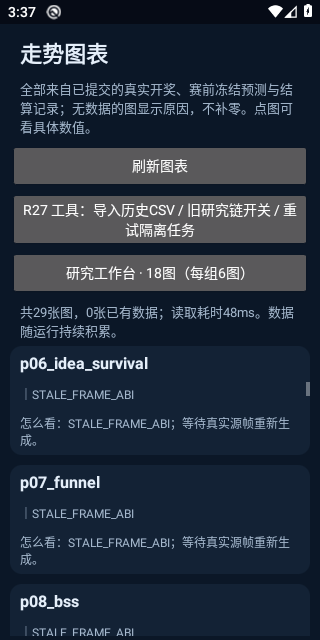 3:37
走势图表
全部来自已提交的真实开奖、赛前冻结预测与结
算记录；无数据的图显示原因，不补零。点图可
看具体数值。
刷新图表
R27 工具：导入历史CSV / 旧研究链开关 / 重
试隔离任务
研究工作台 · 18图（每组6图）
共29张图，0张已有数据；读取耗时48ms。数据
随运行持续积累。
p06_idea_survival
｜STALE_FRAME_ABI
怎么看：STALE_FRAME_ABI；等待真实源帧重新生
成。
p07_funnel
｜STALE_FRAME_ABI
怎么看：STALE_FRAME_ABI；等待真实源帧重新生
成。
p08_bss
｜STALE_FRAME_ABI